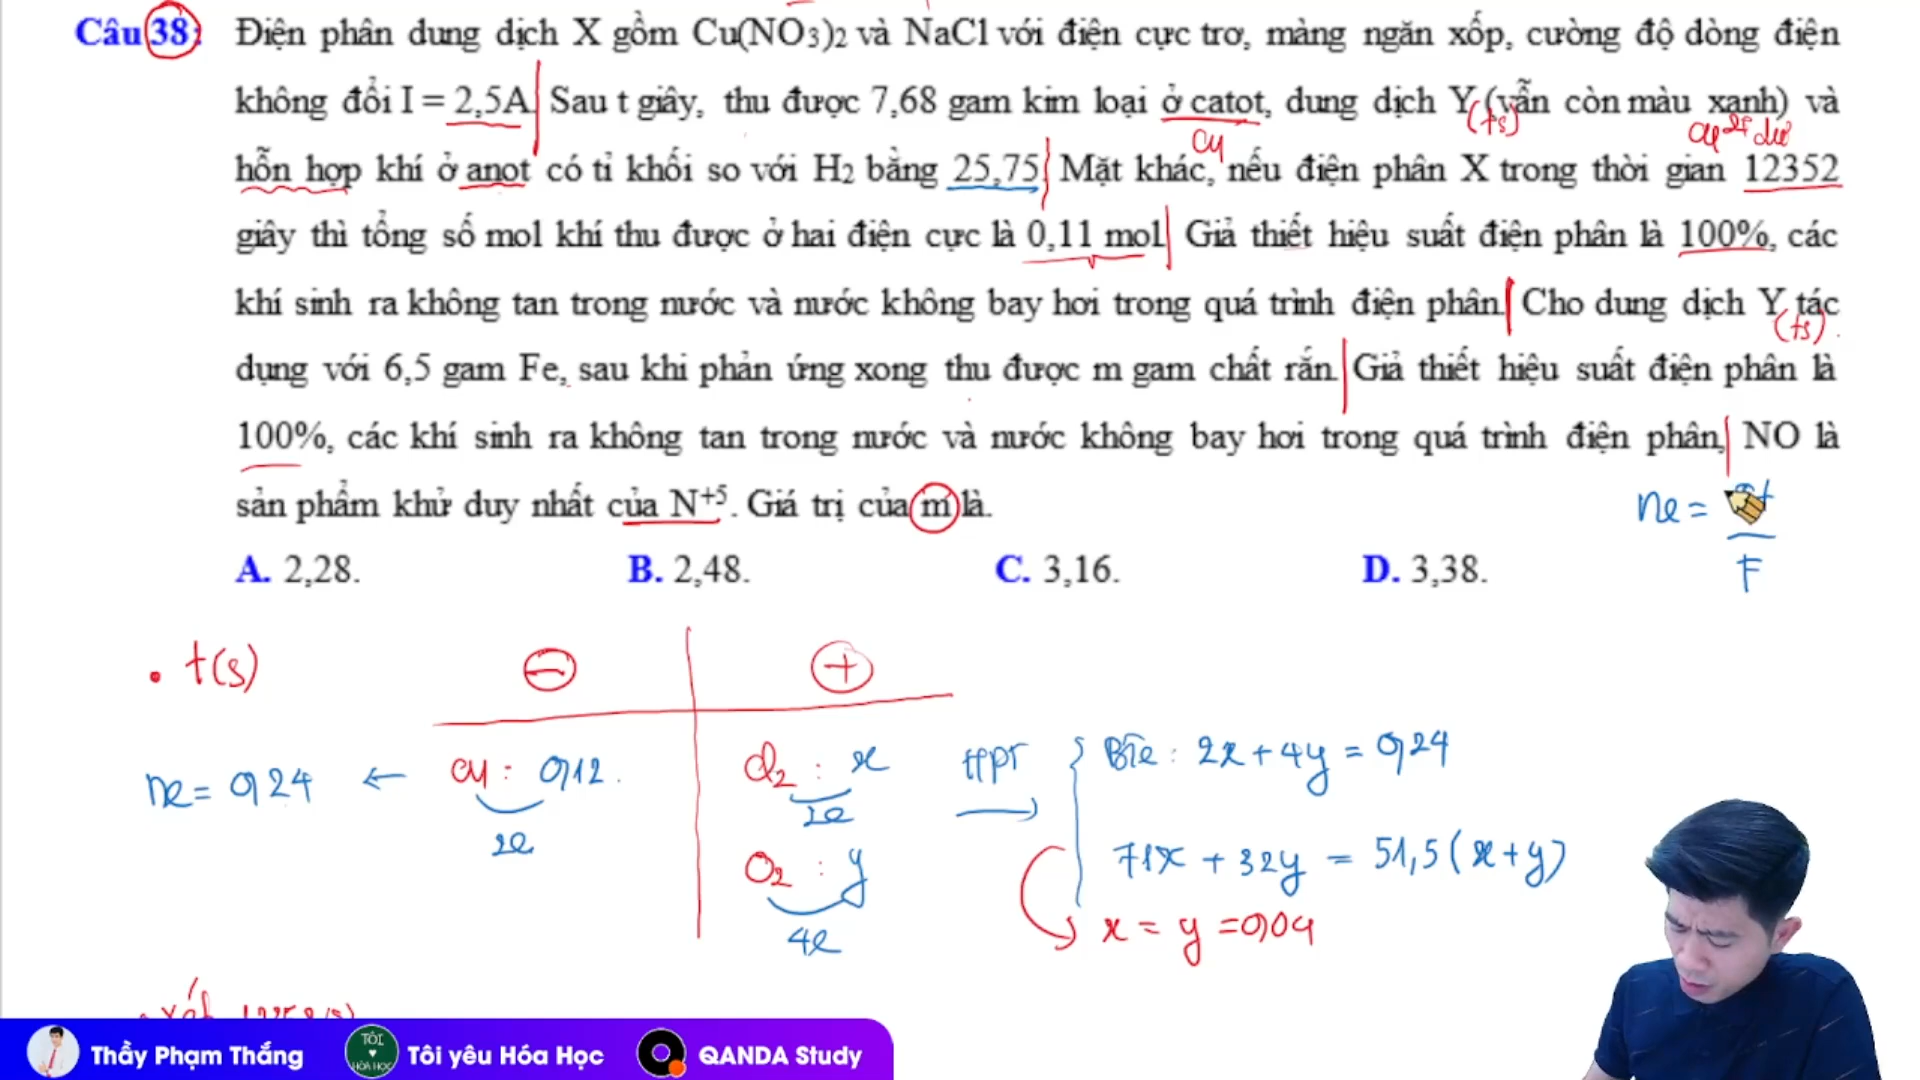 Câu 38: Điện phân dung dịch X gồm Cu(NO3)2 và NaCl với điện cực trơ, màng ngăn xốp, cường độ dòng điện
không đổi I = 2,5A. Sau t giây, thu được 7,68 gam kim loại ở catot, dung dịch Y (vẫn còn màu xanh) và
(ts)
Cu
Cu2+ dư
hỗn hợp khí ở anot có tỉ khối so với H2 bằng 25,75. Mặt khác, nếu điện phân X trong thời gian 12352
giây thì tổng số mol khí thu được ở hai điện cực là 0,11 mol. Giả thiết hiệu suất điện phân là 100%, các
khí sinh ra không tan trong nước và nước không bay hơi trong quá trình điện phân. Cho dung dịch Y tác
(ts)
dụng với 6,5 gam Fe, sau khi phản ứng xong thu được m gam chất rắn. Giả thiết hiệu suất điện phân là
100%, các khí sinh ra không tan trong nước và nước không bay hơi trong quá trình điện phân, NO là
sản phẩm khử duy nhất của N+5. Giá trị của m là.
ne =
F
A. 2,28. B. 2,48. C. 3,16. D. 3,38.
• t(s) − +
ne = 0,24 ← Cu : 0,12. Cl2 : x HPT BTe : 2x + 4y = 0,24
2e 2e
O2 : y 71x + 32y = 51,5(x+y)
4e x = y = 0,04
Thầy Phạm Thắng TÔI ♥ HÓA HỌC Tôi yêu Hóa Học QANDA Study